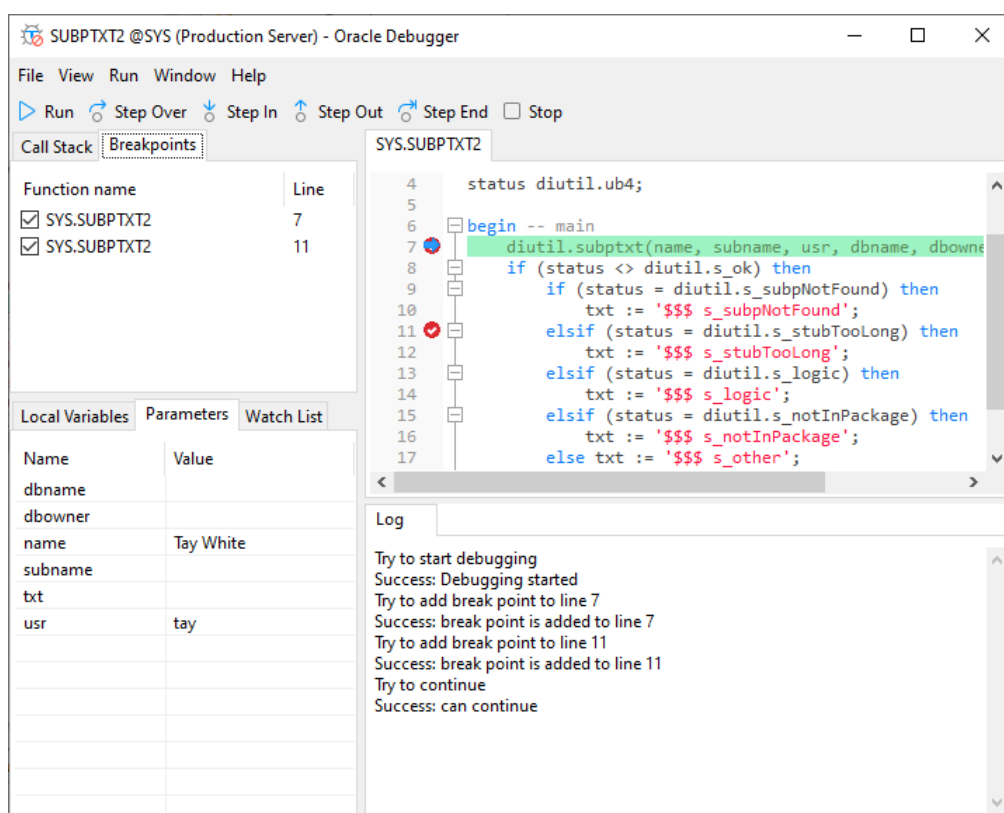 SUBPTXT2 @SYS (Production Server) - Oracle Debugger
File View Run Window Help
Run Step Over Step In Step Out Step End Stop
Call Stack Breakpoints
Function name Line
SYS.SUBPTXT2 7
SYS.SUBPTXT2 11
Local Variables Parameters Watch List
Name Value
dbname
dbowner
name Tay White
subname
txt
usr tay
SYS.SUBPTXT2
4 status diutil.ub4;
5
6 begin -- main
7 diutil.subptxt(name, subname, usr, dbname, dbowne
8 if (status <> diutil.s_ok) then
9 if (status = diutil.s_subpNotFound) then
10 txt := '$$$ s_subpNotFound';
11 elsif (status = diutil.s_stubTooLong) then
12 txt := '$$$ s_stubTooLong';
13 elsif (status = diutil.s_logic) then
14 txt := '$$$ s_logic';
15 elsif (status = diutil.s_notInPackage) then
16 txt := '$$$ s_notInPackage';
17 else txt := '$$$ s_other';
Log
Try to start debugging
Success: Debugging started
Try to add break point to line 7
Success: break point is added to line 7
Try to add break point to line 11
Success: break point is added to line 11
Try to continue
Success: can continue